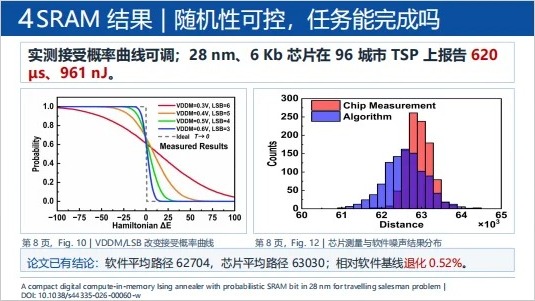 4 SRAM 结果｜随机性可控，任务能完成吗
实测接受概率曲线可调；28 nm、6 Kb 芯片在 96 城市 TSP 上报告 620
μs、961 nJ。
1.0
0.8
0.6
0.4
0.2
0.0
Probability
VDDM=0.3V, LSB=6
VDDM=0.4V, LSB=5
VDDM=0.5V, LSB=4
VDDM=0.6V, LSB=3
Ideal T→0
Measured Results
-100 -75 -50 -25 0 25 50 75 100
Hamiltonian ΔE
300
250
200
150
100
50
0
Counts
Chip Measurement
Algorithm
60 61 62 63 64 65
Distance ×10³
第 8 页，Fig. 10｜VDDM/LSB 改变接受概率曲线
第 8 页，Fig. 12｜芯片测量与软件噪声结果分布
论文已有结论：软件平均路径 62704，芯片平均路径 63030；相对软件基线退化 0.52%。
A compact digital compute-in-memory Ising annealer with probabilistic SRAM bit in 28 nm for travelling salesman problem |
DOI: 10.1038/s44335-026-00060-w